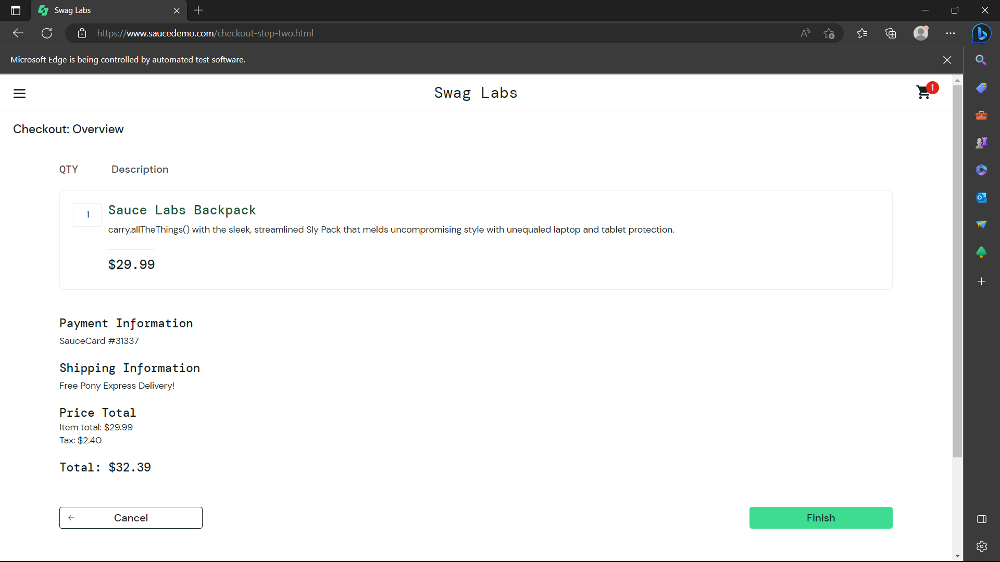 Swag Labs
https://www.saucedemo.com/checkout-step-two.html
Microsoft Edge is being controlled by automated test software.
Swag Labs
1
Checkout: Overview
QTY Description
1
Sauce Labs Backpack
carry.allTheThings() with the sleek, streamlined Sly Pack that melds uncompromising style with unequaled laptop and tablet protection.
$29.99
Payment Information
SauceCard #31337
Shipping Information
Free Pony Express Delivery!
Price Total
Item total: $29.99
Tax: $2.40
Total: $32.39
Cancel
Finish